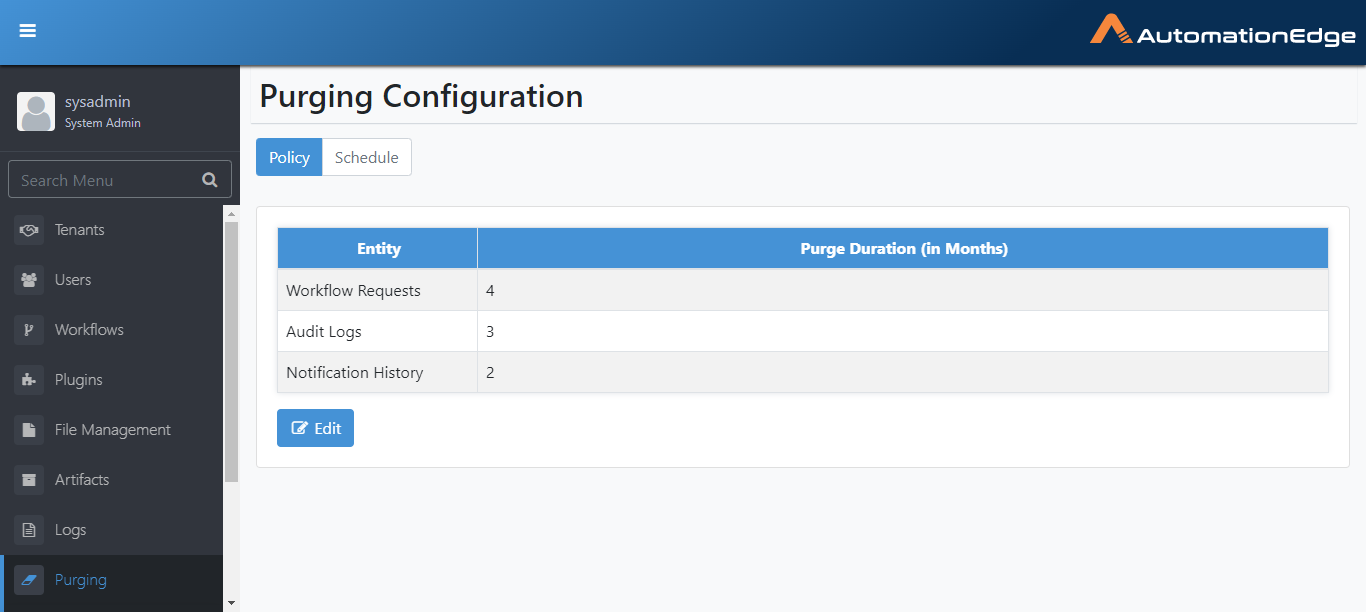 AutomationEdge
sysadmin
System Admin
Search Menu
Tenants
Users
Workflows
Plugins
File Management
Artifacts
Logs
Purging
Purging Configuration
Policy Schedule
Entity Purge Duration (in Months)
Workflow Requests 4
Audit Logs 3
Notification History 2
Edit